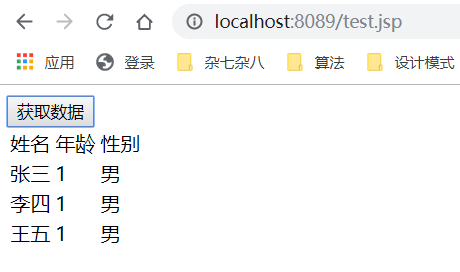 localhost:8089/test.jsp
应用 登录 杂七杂八 算法 设计模式
获取数据
姓名 年龄 性别
张三 1 男
李四 1 男
王五 1 男